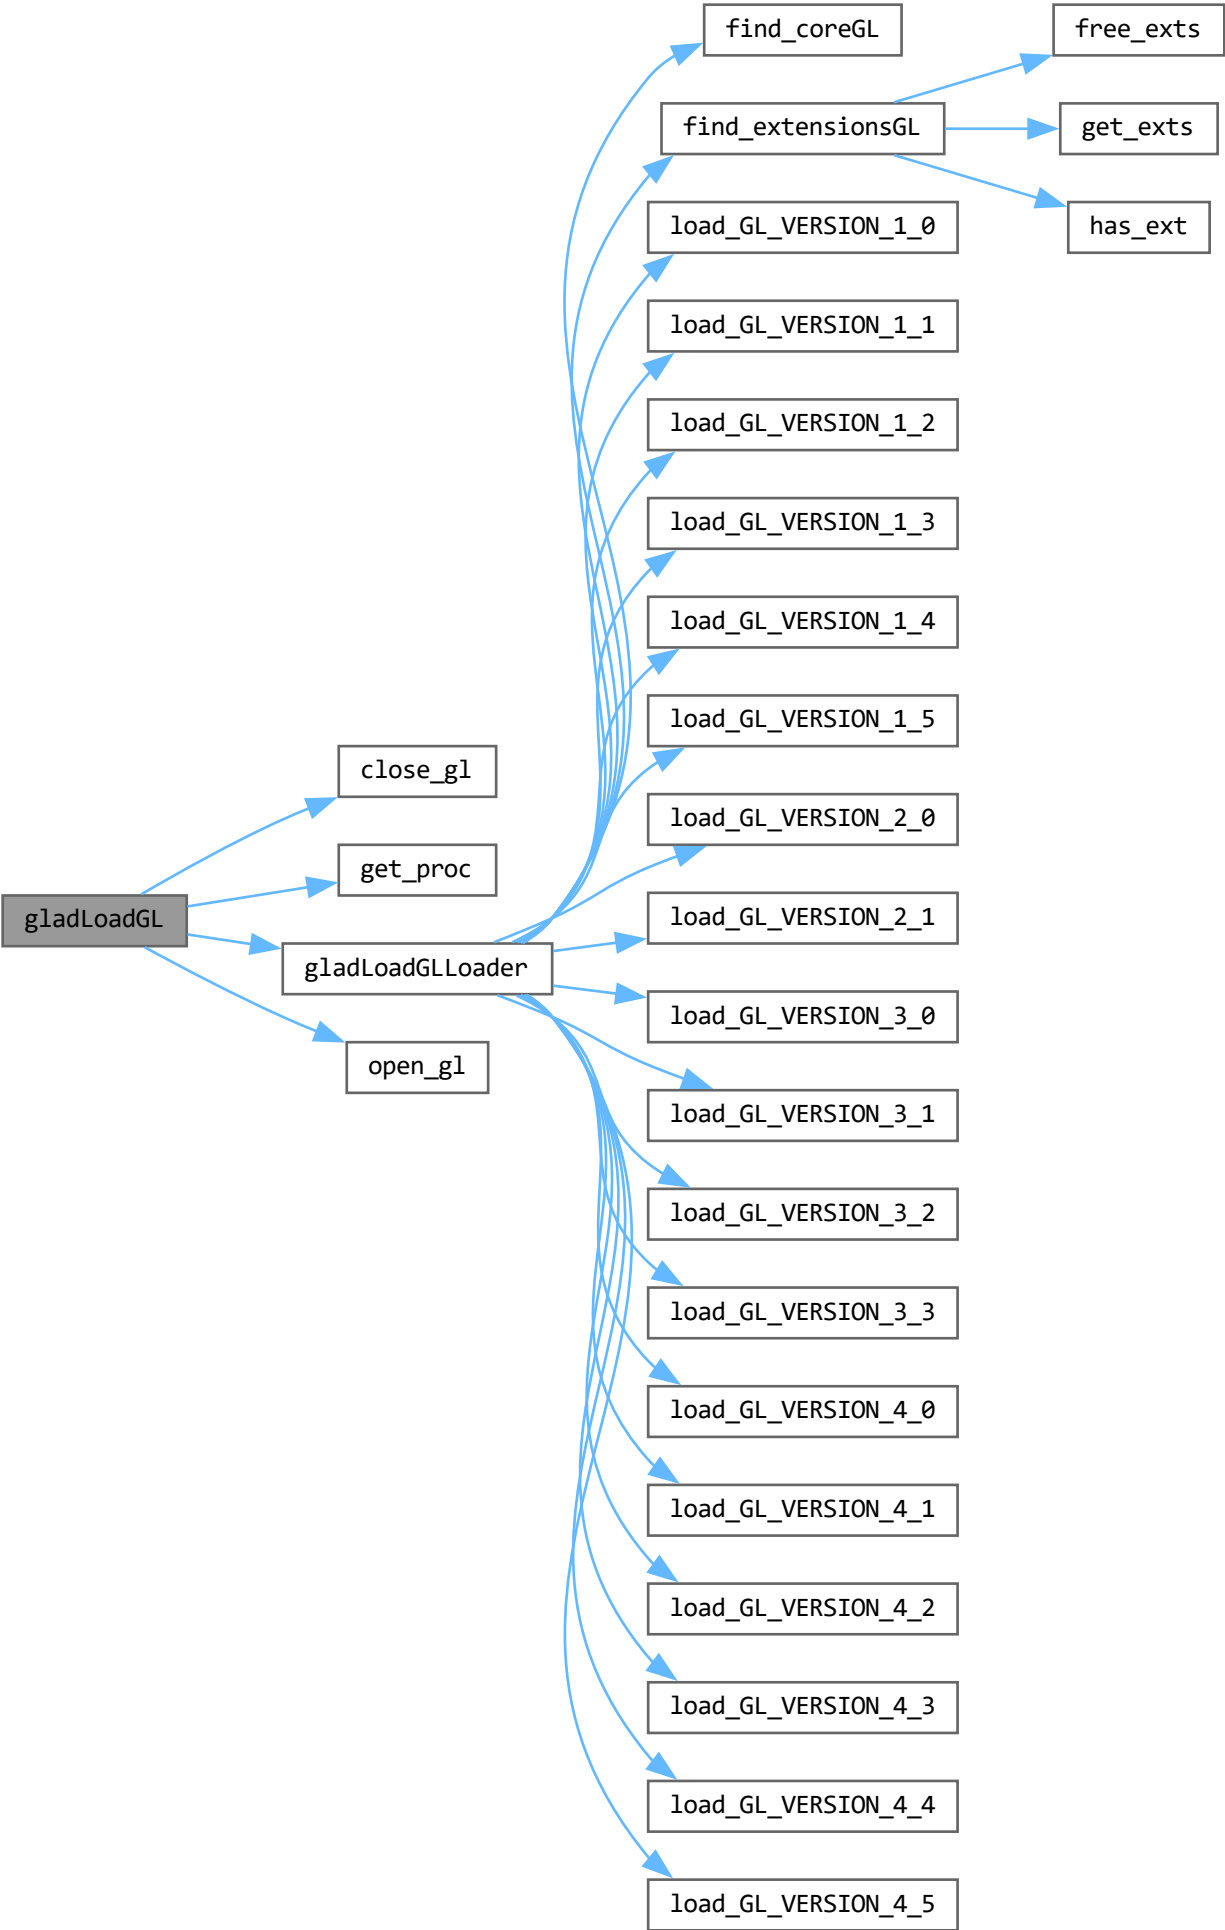 gladLoadGL
close_gl
get_proc
gladLoadGLLoader
open_gl
find_coreGL
find_extensionsGL
load_GL_VERSION_1_0
load_GL_VERSION_1_1
load_GL_VERSION_1_2
load_GL_VERSION_1_3
load_GL_VERSION_1_4
load_GL_VERSION_1_5
load_GL_VERSION_2_0
load_GL_VERSION_2_1
load_GL_VERSION_3_0
load_GL_VERSION_3_1
load_GL_VERSION_3_2
load_GL_VERSION_3_3
load_GL_VERSION_4_0
load_GL_VERSION_4_1
load_GL_VERSION_4_2
load_GL_VERSION_4_3
load_GL_VERSION_4_4
load_GL_VERSION_4_5
free_exts
get_exts
has_ext